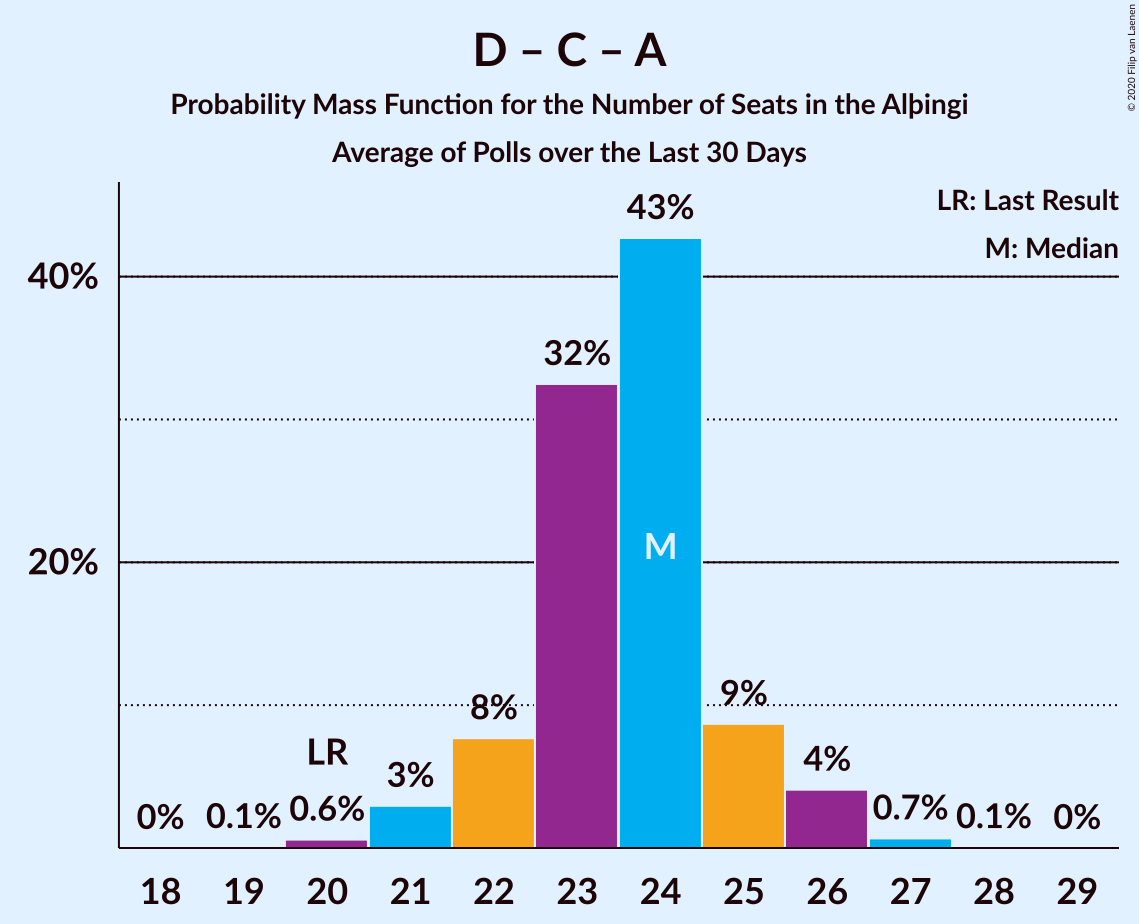 D – C – A
Probability Mass Function for the Number of Seats in the Alþingi
Average of Polls over the Last 30 Days
© 2020 Filip van Laenen
LR: Last Result
M: Median
43%
40%
32%
M
20%
9%
8%
LR
4%
3%
0% 0.1% 0.6% 0.7% 0.1% 0%
18 19 20 21 22 23 24 25 26 27 28 29